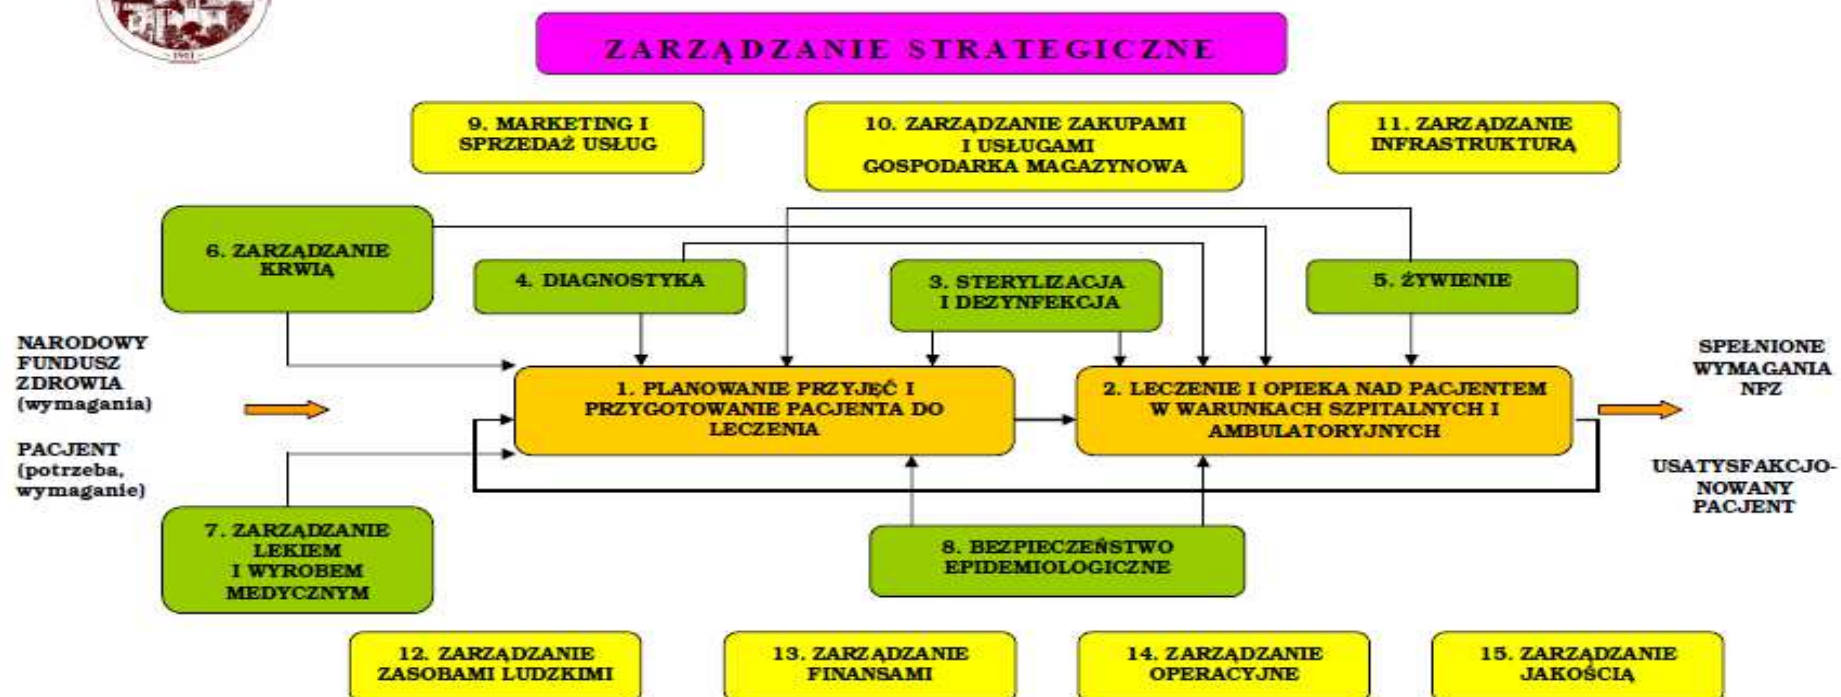 1911
ZARZĄDZANIE STRATEGICZNE
9. MARKETING I
SPRZEDAŻ USŁUG
10. ZARZĄDZANIE ZAKUPAMI
I USŁUGAMI
GOSPODARKA MAGAZYNOWA
11. ZARZĄDZANIE
INFRASTRUKTURĄ
6. ZARZĄDZANIE
KRWIĄ
4. DIAGNOSTYKA
3. STERYLIZACJA
I DEZYNFEKCJA
5. ŻYWIENIE
NARODOWY
FUNDUSZ
ZDROWIA
(wymagania)
PACJENT
(potrzeba,
wymaganie)
1. PLANOWANIE PRZYJĘĆ I
PRZYGOTOWANIE PACJENTA DO
LECZENIA
2. LECZENIE I OPIEKA NAD PACJENTEM
W WARUNKACH SZPITALNYCH I
AMBULATORYJNYCH
SPEŁNIONE
WYMAGANIA
NFZ
USATYSFAKCJO-
NOWANY
PACJENT
7. ZARZĄDZANIE
LEKIEM
I WYROBEM
MEDYCZNYM
8. BEZPIECZEŃSTWO
EPIDEMIOLOGICZNE
12. ZARZĄDZANIE
ZASOBAMI LUDZKIMI
13. ZARZĄDZANIE
FINANSAMI
14. ZARZĄDZANIE
OPERACYJNE
15. ZARZĄDZANIE
JAKOŚCIĄ